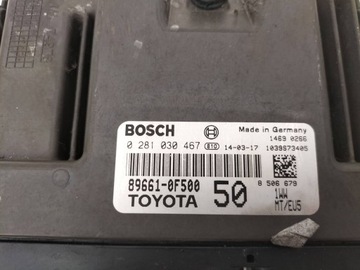 BOSCH
Made in Germany
1469 0266
0 281 030 467 610 14-03-17 1039S73405
89661-0F500
TOYOTA 50
8 506 679
1WW
MT/EU5